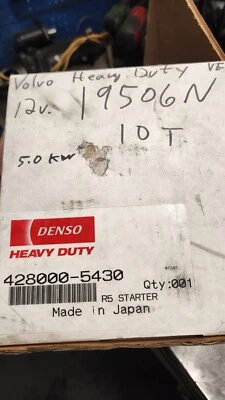 Volvo Heavy Duty VE
12v. 19506N
10T
5.0 KW
DENSO
HEAVY DUTY
428000-5430 Qty:001
R5 STARTER
Made in Japan